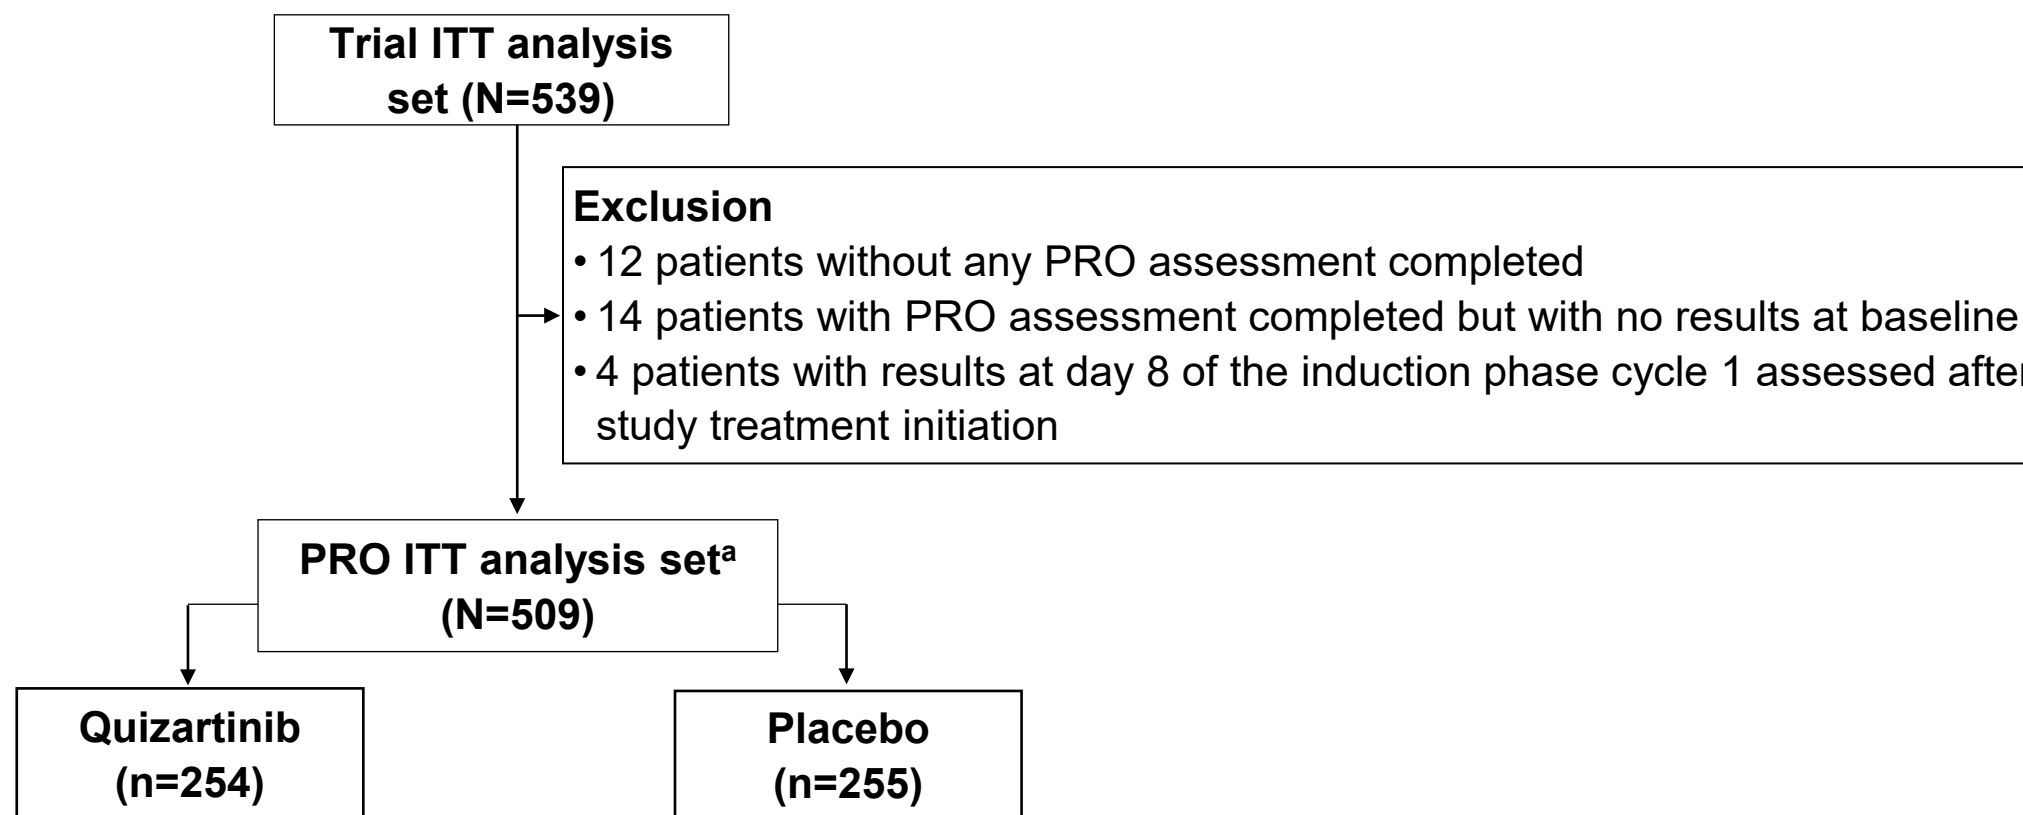 Trial ITT analysis
set (N=539)
Exclusion
• 12 patients without any PRO assessment completed
• 14 patients with PRO assessment completed but with no results at baseline
• 4 patients with results at day 8 of the induction phase cycle 1 assessed after
study treatment initiation
PRO ITT analysis setᵃ
(N=509)
Quizartinib
(n=254)
Placebo
(n=255)